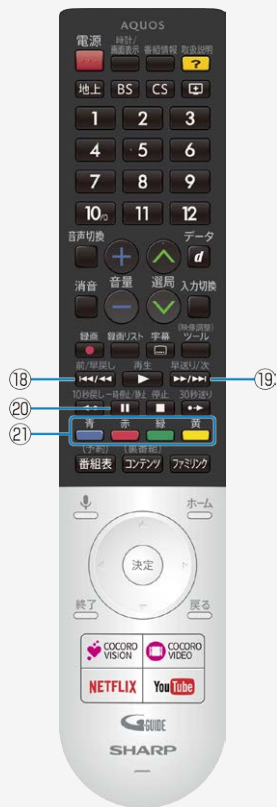 AQUOS
電源 時計/画面表示 番組情報 取扱説明
?
地上 BS CS
1 2 3
4 5 6
7 8 9
10/0 11 12
音声切換 データ
d
消音 音量 選局 入力切換
(映像調整)
録画 録画リスト 字幕 ツール
前/早戻し 再生 早送り/次
⑱ ⑲
10秒戻し 一時停止/静止 停止 30秒送り
⑳
㉑ 青 赤 緑 黄
(予約) (裏番組)
番組表 コンテンツ ファミリンク
ホーム
決定
終了 戻る
COCORO VISION COCORO VIDEO
NETFLIX YouTube
G-GUIDE
SHARP